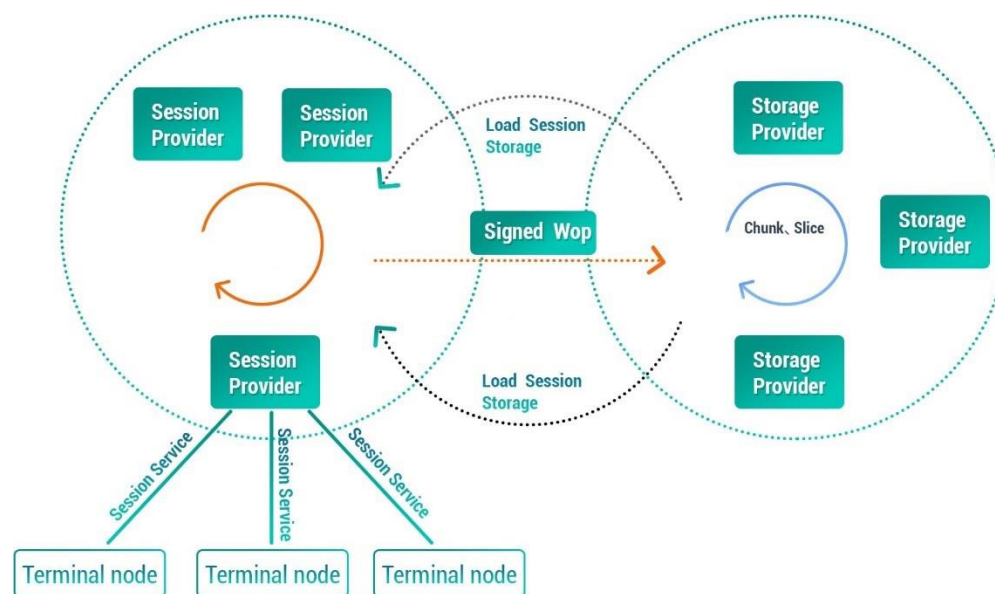 Session
Provider
Session
Provider
Load Session
Storage
Storage
Provider
Signed Wop
Chunk、Slice
Storage
Provider
Session
Provider
Load Session
Storage
Storage
Provider
Session Service
Session Service
Session Service
Terminal node
Terminal node
Terminal node